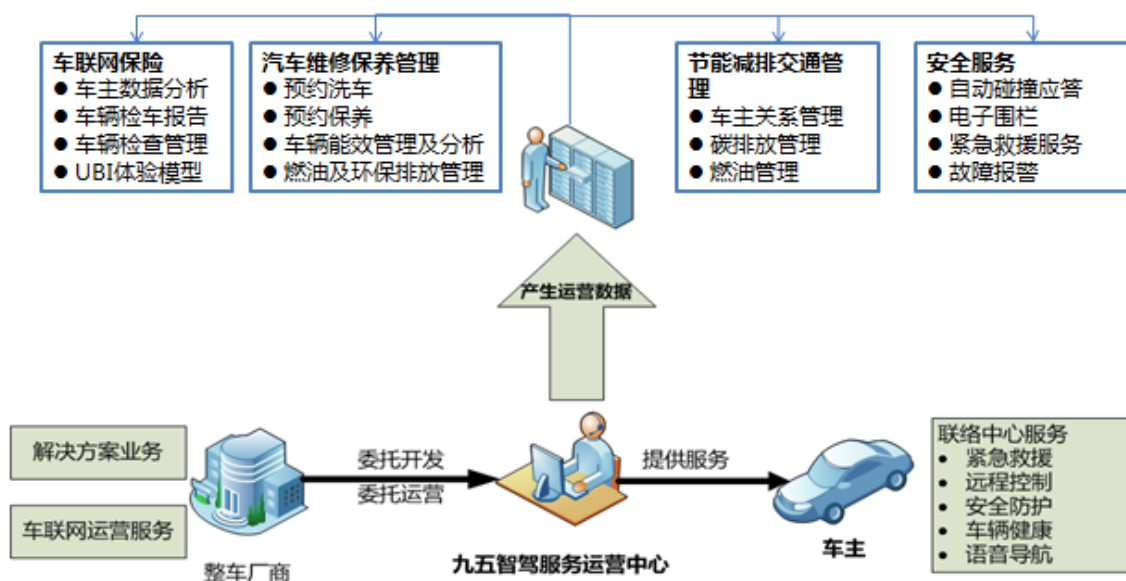 车联网保险
● 车主数据分析
● 车辆检车报告
● 车辆检查管理
● UBI体验模型
汽车维修保养管理
● 预约洗车
● 预约保养
● 车辆能效管理及分析
● 燃油及环保排放管理
节能减排交通管
理
● 车主关系管理
● 碳排放管理
● 燃油管理
安全服务
● 自动碰撞应答
● 电子围栏
● 紧急救援服务
● 故障报警
产生运营数据
解决方案业务
车联网运营服务
整车厂商
委托开发
委托运营
九五智驾服务运营中心
提供服务
车主
联络中心服务
• 紧急救援
• 远程控制
• 安全防护
• 车辆健康
• 语音导航